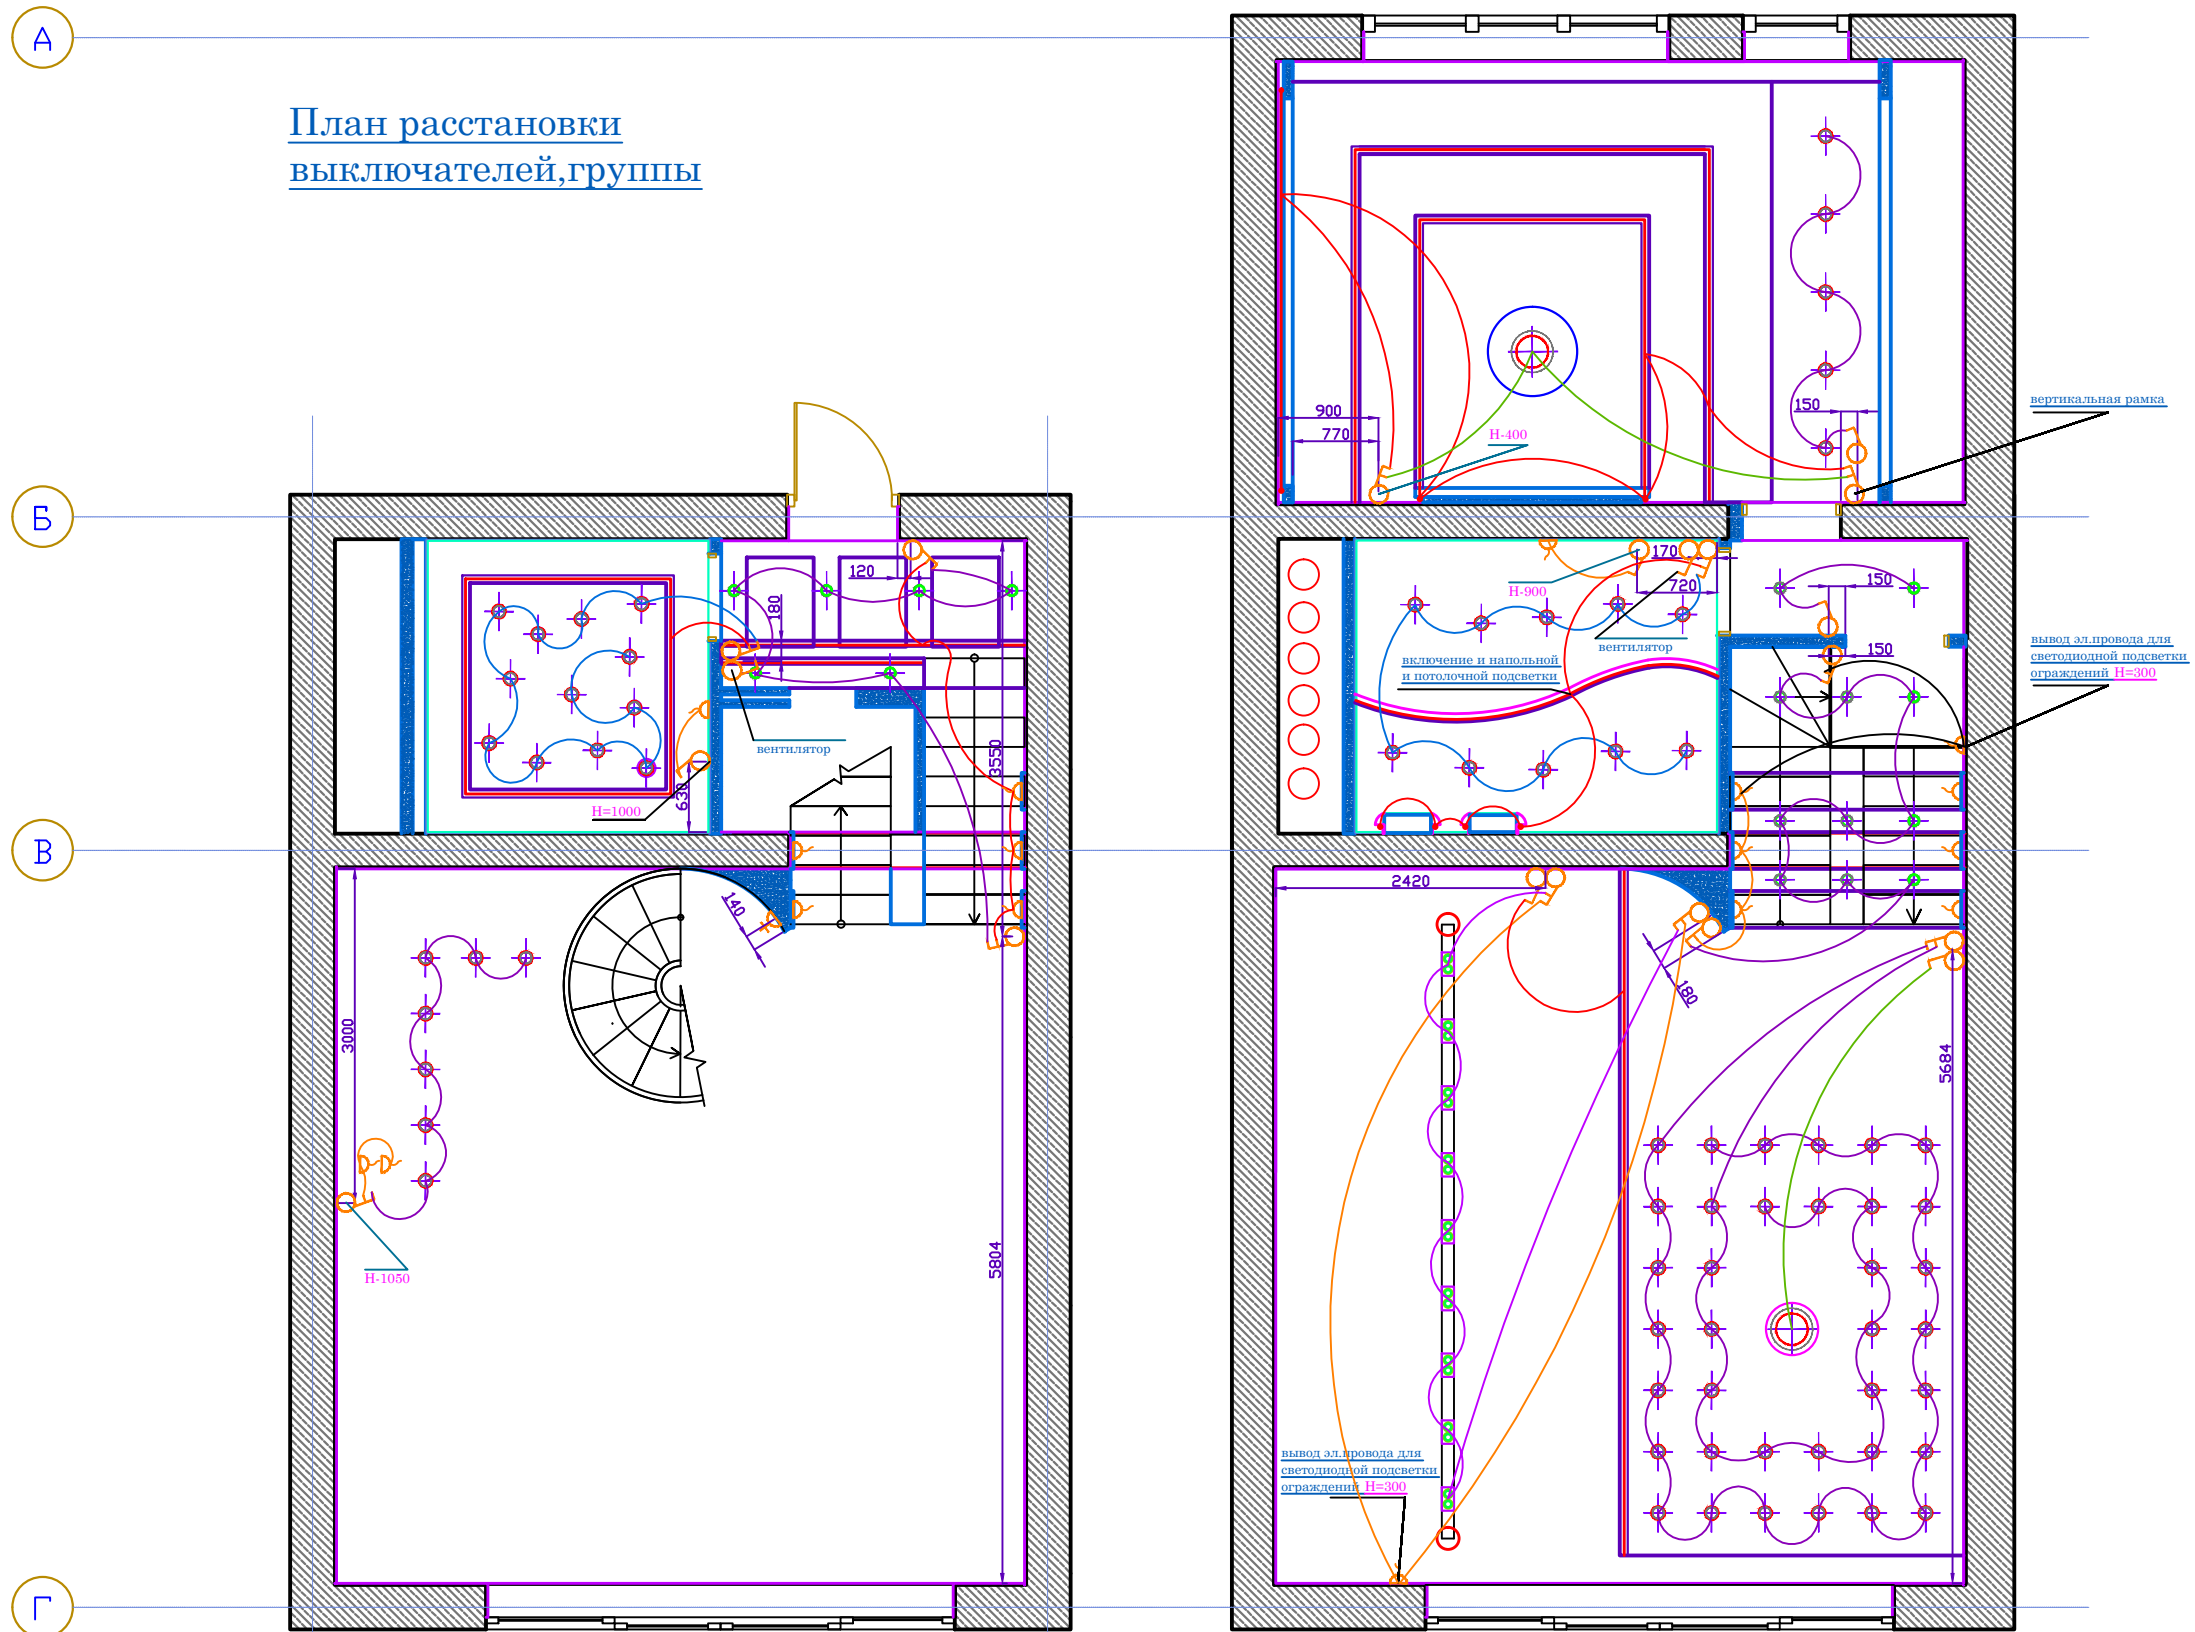 А
План расстановки
выключателей,группы
вертикальная рамка
900
150
770
H-400
Б
120
170
150
H-900
720
180
вывод эл.провода для
светодиодной подсветки
ограждений H=300
вентилятор
150
включение и напольной
и потолочной подсветки
вентилятор
3550
630
H=1000
В
2420
140
180
3000
5684
5804
H-1050
вывод эл.провода для
светодиодной подсветки
ограждений H=300
Г